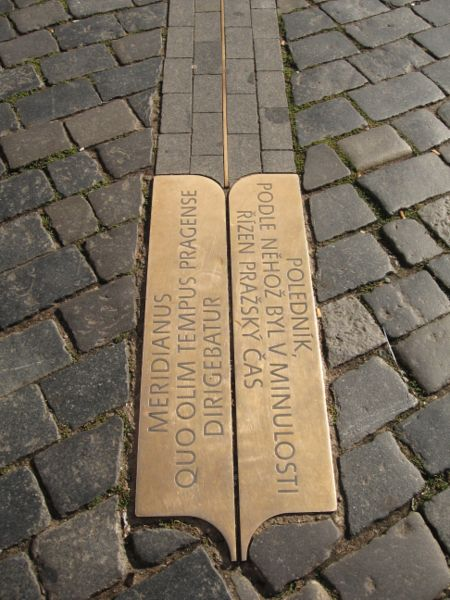 MERIDIANUS
QUO OLIM TEMPUS PRAGENSE
DIRIGEBATUR
POLEDNÍK,
PODLE NĚHOŽ BYL V MINULOSTI
ŘÍZEN PRAŽSKÝ ČAS